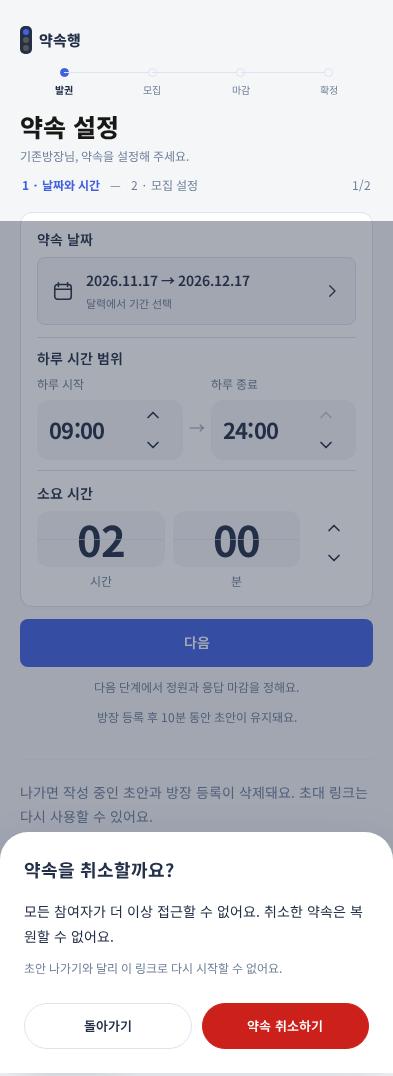 약속행
발권 모집 마감 확정
약속 설정
기존방장님, 약속을 설정해 주세요.
1 · 날짜와 시간 — 2 · 모집 설정 1/2
약속 날짜
2026.11.17 → 2026.12.17
달력에서 기간 선택
하루 시간 범위
하루 시작 하루 종료
09:00 → 24:00
소요 시간
02 00
시간 분
다음
다음 단계에서 정원과 응답 마감을 정해요.
방장 등록 후 10분 동안 초안이 유지돼요.
나가면 작성 중인 초안과 방장 등록이 삭제돼요. 초대 링크는
다시 사용할 수 있어요.
약속을 취소할까요?
모든 참여자가 더 이상 접근할 수 없어요. 취소한 약속은 복
원할 수 없어요.
초안 나가기와 달리 이 링크로 다시 시작할 수 없어요.
돌아가기 약속 취소하기